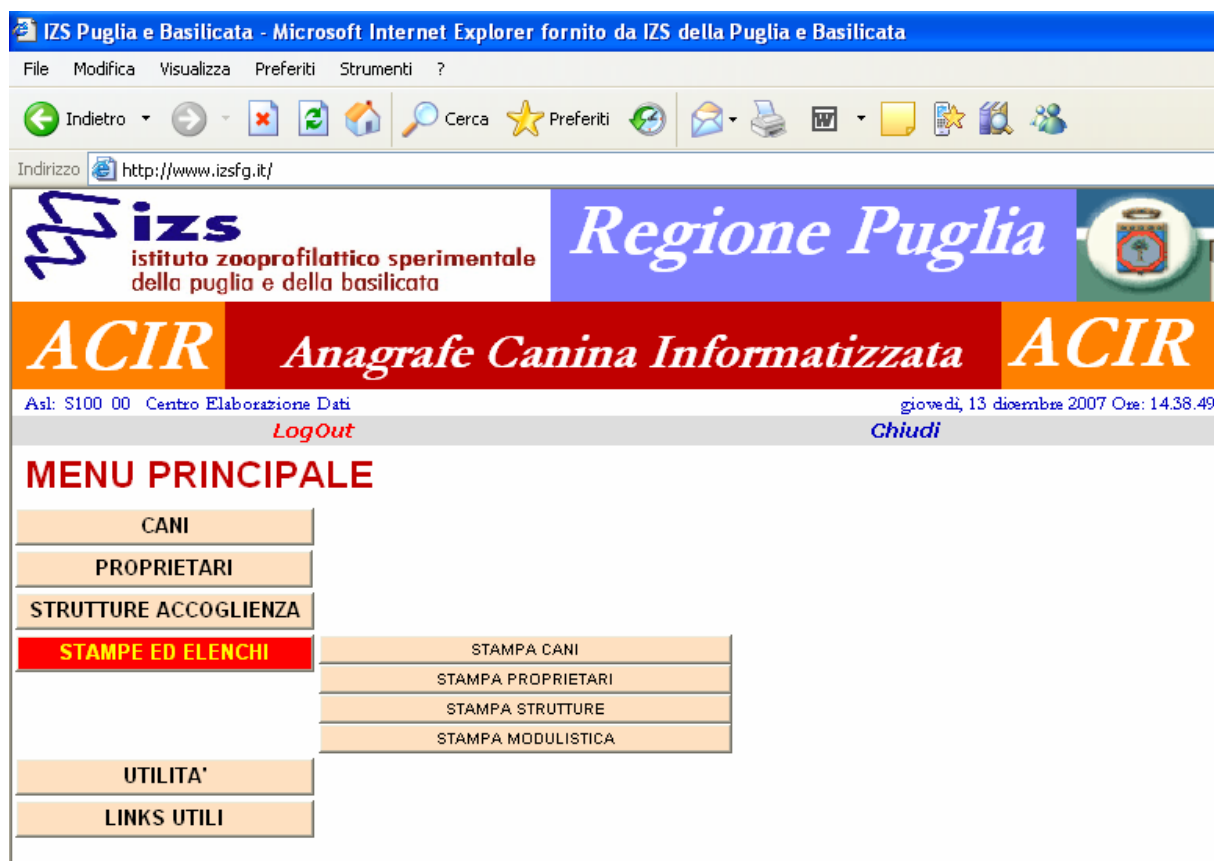 IZS Puglia e Basilicata - Microsoft Internet Explorer fornito da IZS della Puglia e Basilicata
File Modifica Visualizza Preferiti Strumenti ?
Indietro Cerca Preferiti
Indirizzo http://www.izsfg.it/
izs
istituto zooprofilattico sperimentale
della puglia e della basilicata
Regione Puglia
ACIR Anagrafe Canina Informatizzata ACIR
Asl: S100 00 Centro Elaborazione Dati giovedì, 13 dicembre 2007 Ore: 14.38.49
LogOut Chiudi
MENU PRINCIPALE
CANI
PROPRIETARI
STRUTTURE ACCOGLIENZA
STAMPE ED ELENCHI
STAMPA CANI
STAMPA PROPRIETARI
STAMPA STRUTTURE
STAMPA MODULISTICA
UTILITA'
LINKS UTILI